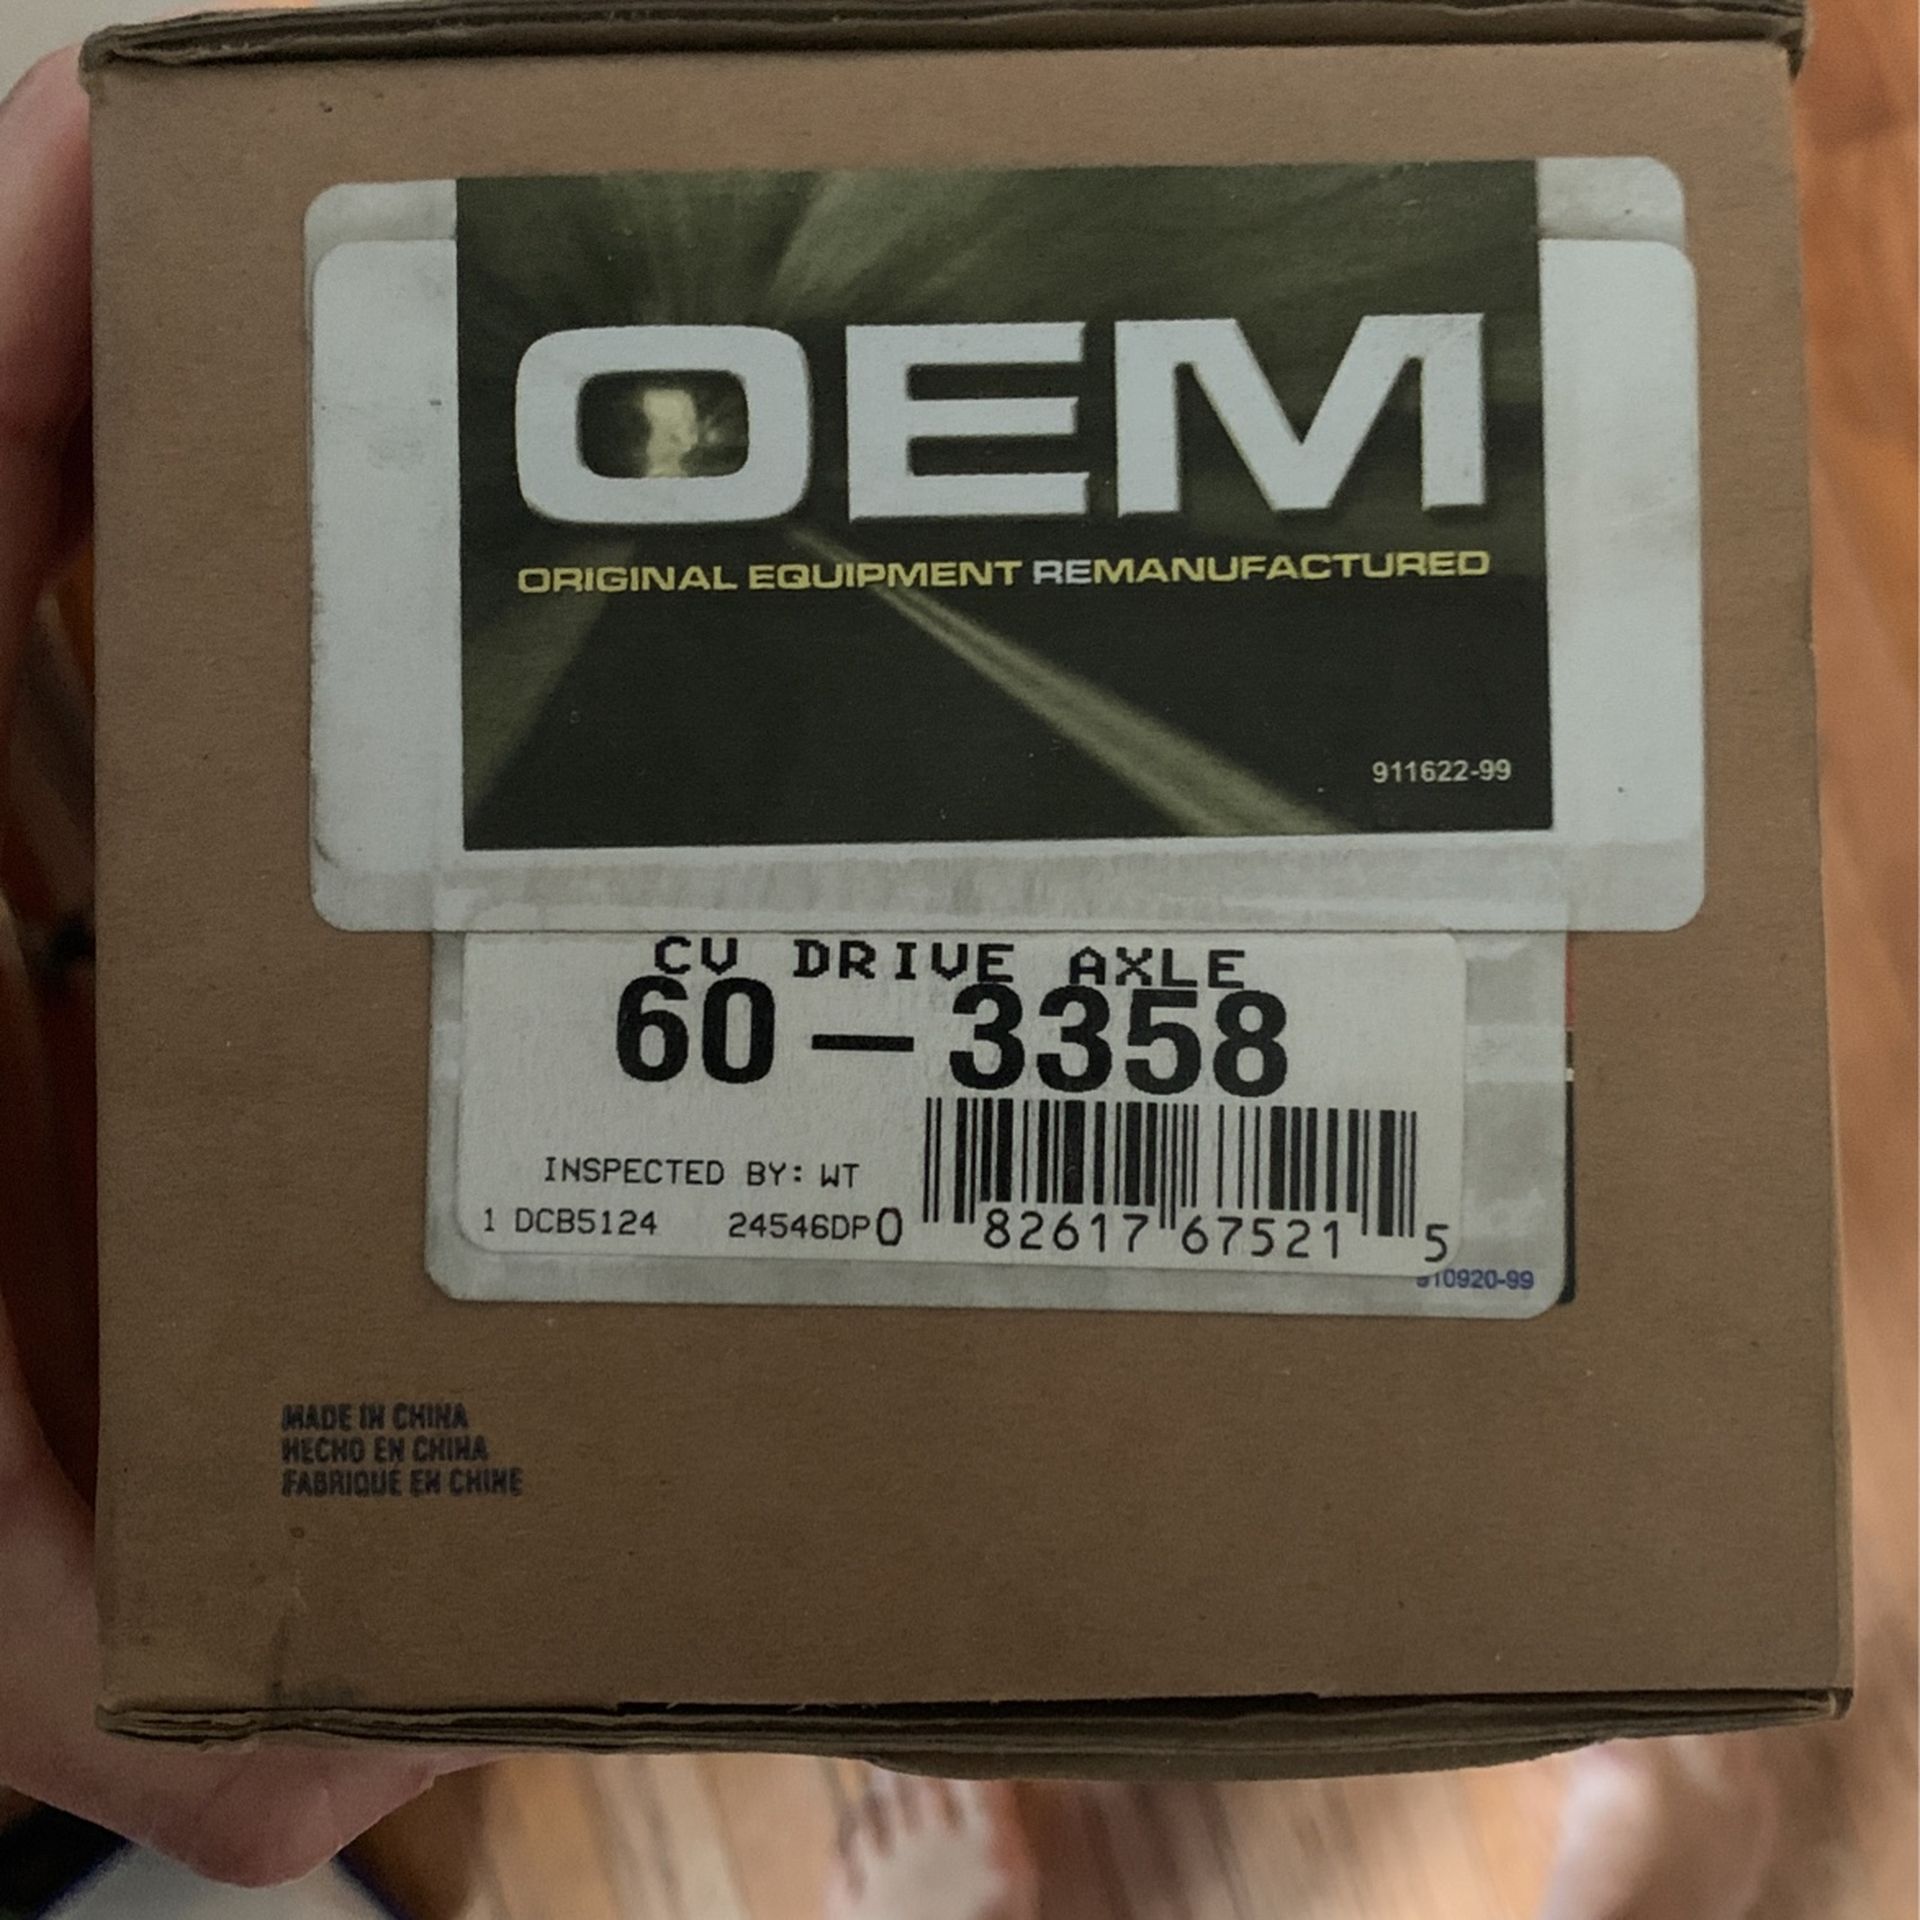 OEM
ORIGINAL EQUIPMENT REMANUFACTURED
911622-99
CV DRIVE AXLE
60-3358
INSPECTED BY: WT
1 DCB5124 24546DP
0 82617 67521 5
910920-99
MADE IN CHINA
HECHO EN CHINA
FABRIQUÉ EN CHINE